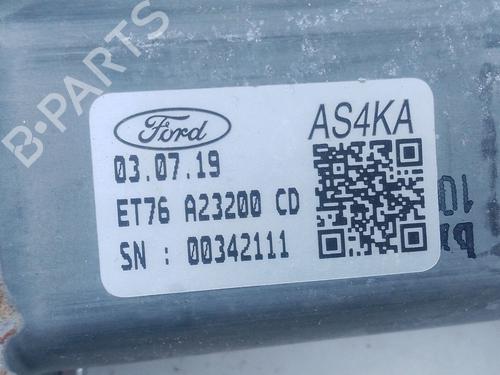 B-PARTS
Ford
AS4KA
03.07.19
ET76 A23200 CD
SN : 00342111